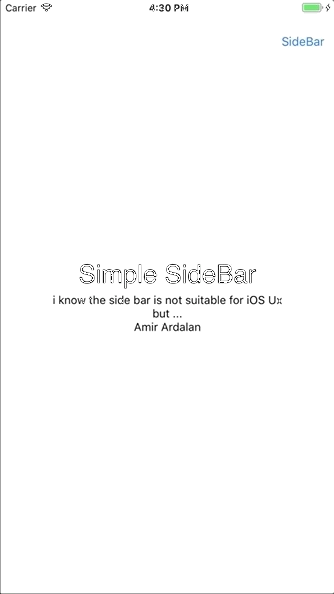 Carrier 4:30 PM
SideBar
Simple SideBar
i know the side bar is not suitable for iOS Ux
but ...
Amir Ardalan